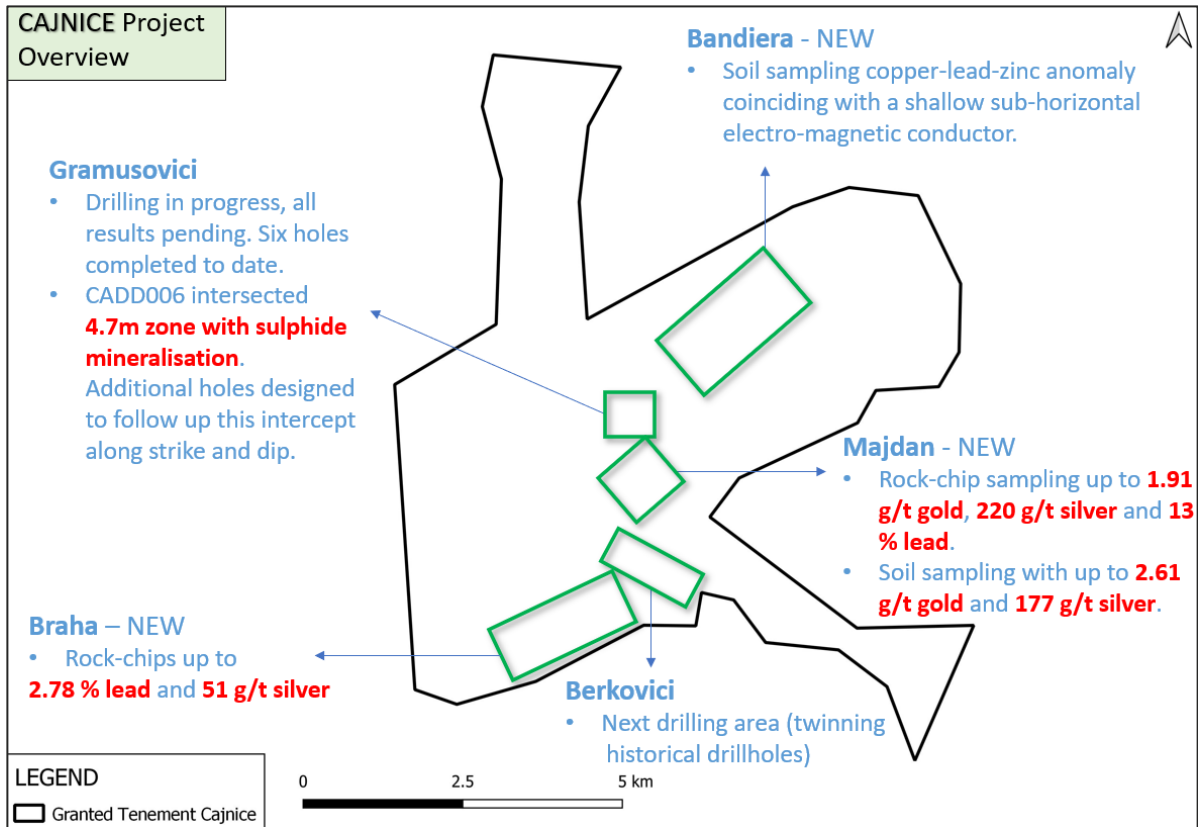 CAJNICE Project
Overview
Bandiera - NEW
• Soil sampling copper-lead-zinc anomaly
coinciding with a shallow sub-horizontal
electro-magnetic conductor.
Gramusovici
• Drilling in progress, all
results pending. Six holes
completed to date.
• CADD006 intersected
4.7m zone with sulphide
mineralisation.
Additional holes designed
to follow up this intercept
along strike and dip.
Majdan - NEW
• Rock-chip sampling up to 1.91
g/t gold, 220 g/t silver and 13
% lead.
• Soil sampling with up to 2.61
g/t gold and 177 g/t silver.
Braha – NEW
• Rock-chips up to
2.78 % lead and 51 g/t silver
Berkovici
• Next drilling area (twinning
historical drillholes)
LEGEND
Granted Tenement Cajnice
0 2.5 5 km